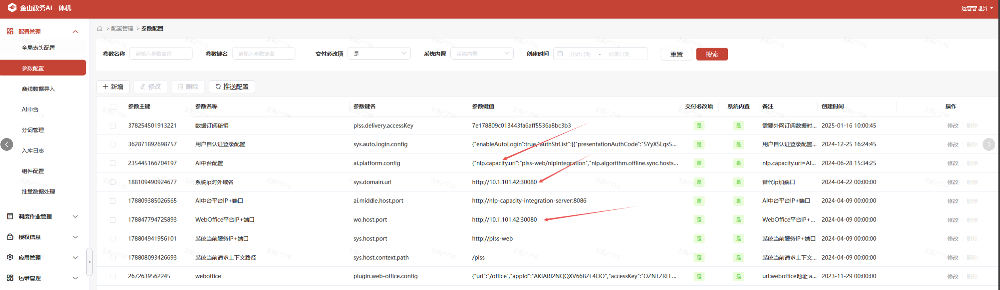 金山政务AI一体机
运营管理员
配置管理
全局表头配置
参数配置
离线数据导入
AI中台
分词管理
入库日志
组件配置
批量数据处理
调度作业管理
授权信息
应用管理
运维管理
> 配置管理 > 参数配置
参数名称 请输入参数名称 参数键名 请输入参数键名 交付必改项 是 系统内置 系统内置 创建时间 开始日期 - 结束日期 重置 搜索
新增 修改 删除 推送配置
参数主键 参数名称 参数键名 参数键值 交付必改项 系统内置 备注 创建时间 操作
378254501913221 数据订阅秘钥 plss.delivery.accessKey 7e178809c013443fa6aff5536a8bc3b3 是 是 需要外网订阅数据时... 2025-01-16 10:00:45 修改 删除
362871892698757 用户自认证登录配置 sys.auto.login.config {"enableAutoLogin":true,"authStrList":[{"presentationAuthCode":"5YyX5Lqs5... 是 是 用户自认证登录配置... 2024-12-25 16:24:45 修改 删除
235445166704197 AI中台配置 ai.platform.config {"nlp.capacity.uri":"plss-web/nlpIntegration","nlp.algorithm.offline.sync.hosts... 是 是 nlp.capacity.uri=AI... 2024-06-28 15:34:25 修改 删除
188109490924677 系统ip对外域名 sys.domain.url http://10.1.101.42:30080 是 是 替代ip加端口 2024-04-22 00:00:00 修改 删除
178809385026565 AI中台平台IP+端口 ai.middle.host.port http://nlp-capacity-integration-server:8086 是 是 AI中台平台IP+端口 2024-04-09 00:00:00 修改 删除
178847794725893 WebOffice平台IP+端口 wo.host.port http://10.1.101.42:30080 是 是 WebOffice平台IP+... 2024-04-09 00:00:00 修改 删除
178804941956101 系统当前服务IP+端口 sys.host.port http://plss-web 是 是 系统当前服务IP+端口 2024-04-09 00:00:00 修改 删除
178808093426693 系统当前请求上下文路径 sys.host.context.path /plss 是 是 系统当前请求上下文... 2024-04-09 00:00:00 修改 删除
2672639562245 weboffice plugin.web-office.config {"url":"/office","appId":"AKIARI2NQQXV66BZE4OO","accessKey":"OZNTZRFE... 是 是 url:weboffice地址 a... 2023-11-29 00:00:00 修改 删除
王拓/*716